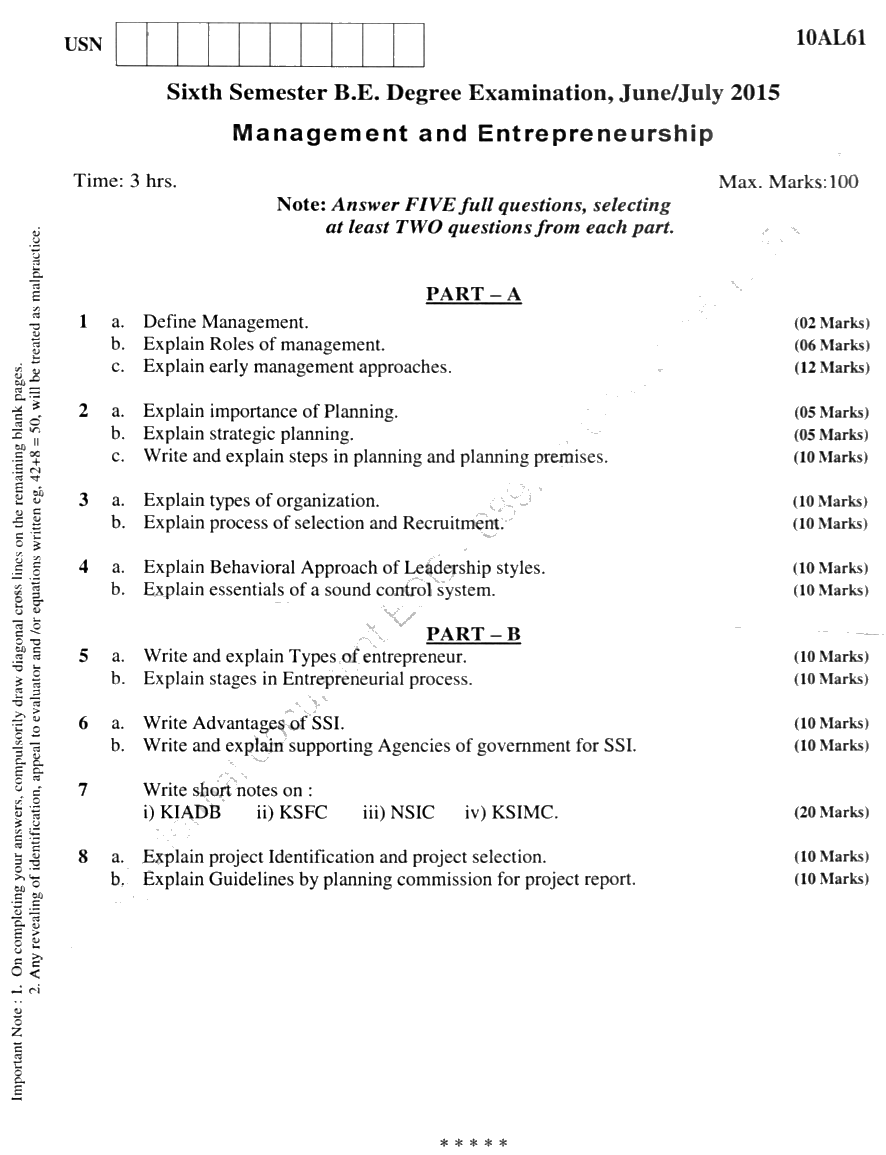 USN
10AL61
Sixth Semester B.E. Degree Examination, June/July 2015
Management and Entrepreneurship
Time: 3 hrs.
Max. Marks:100
Note: Answer FIVE full questions, selecting
at least TWO questions from each part.
PART – A
1 a. Define Management. (02 Marks)
b. Explain Roles of management. (06 Marks)
c. Explain early management approaches. (12 Marks)
2 a. Explain importance of Planning. (05 Marks)
b. Explain strategic planning. (05 Marks)
c. Write and explain steps in planning and planning premises. (10 Marks)
3 a. Explain types of organization. (10 Marks)
b. Explain process of selection and Recruitment. (10 Marks)
4 a. Explain Behavioral Approach of Leadership styles. (10 Marks)
b. Explain essentials of a sound control system. (10 Marks)
PART – B
5 a. Write and explain Types of entrepreneur. (10 Marks)
b. Explain stages in Entrepreneurial process. (10 Marks)
6 a. Write Advantages of SSI. (10 Marks)
b. Write and explain supporting Agencies of government for SSI. (10 Marks)
7 Write short notes on :
i) KIADB ii) KSFC iii) NSIC iv) KSIMC. (20 Marks)
8 a. Explain project Identification and project selection. (10 Marks)
b. Explain Guidelines by planning commission for project report. (10 Marks)
Important Note : 1. On completing your answers, compulsorily draw diagonal cross lines on the remaining blank pages.
2. Any revealing of identification, appeal to evaluator and /or equations written eg, 42+8 = 50, will be treated as malpractice.
* * * * *